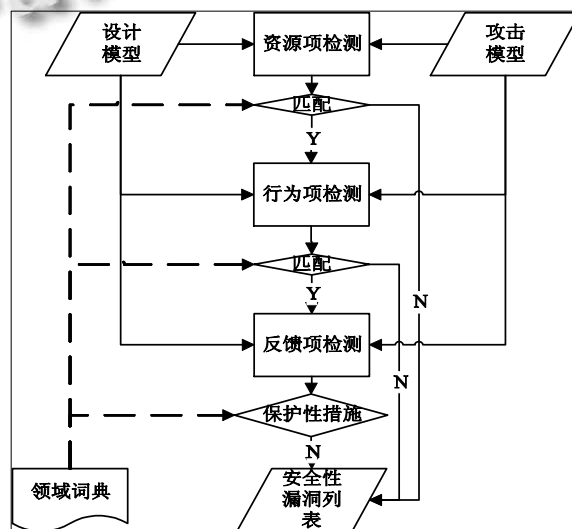 设计
模型
资源项检测
攻击
模型
匹配
Y
行为项检测
匹配
Y
N
反馈项检测
N
保护性措施
N
领域词典
安全性
漏洞列
表